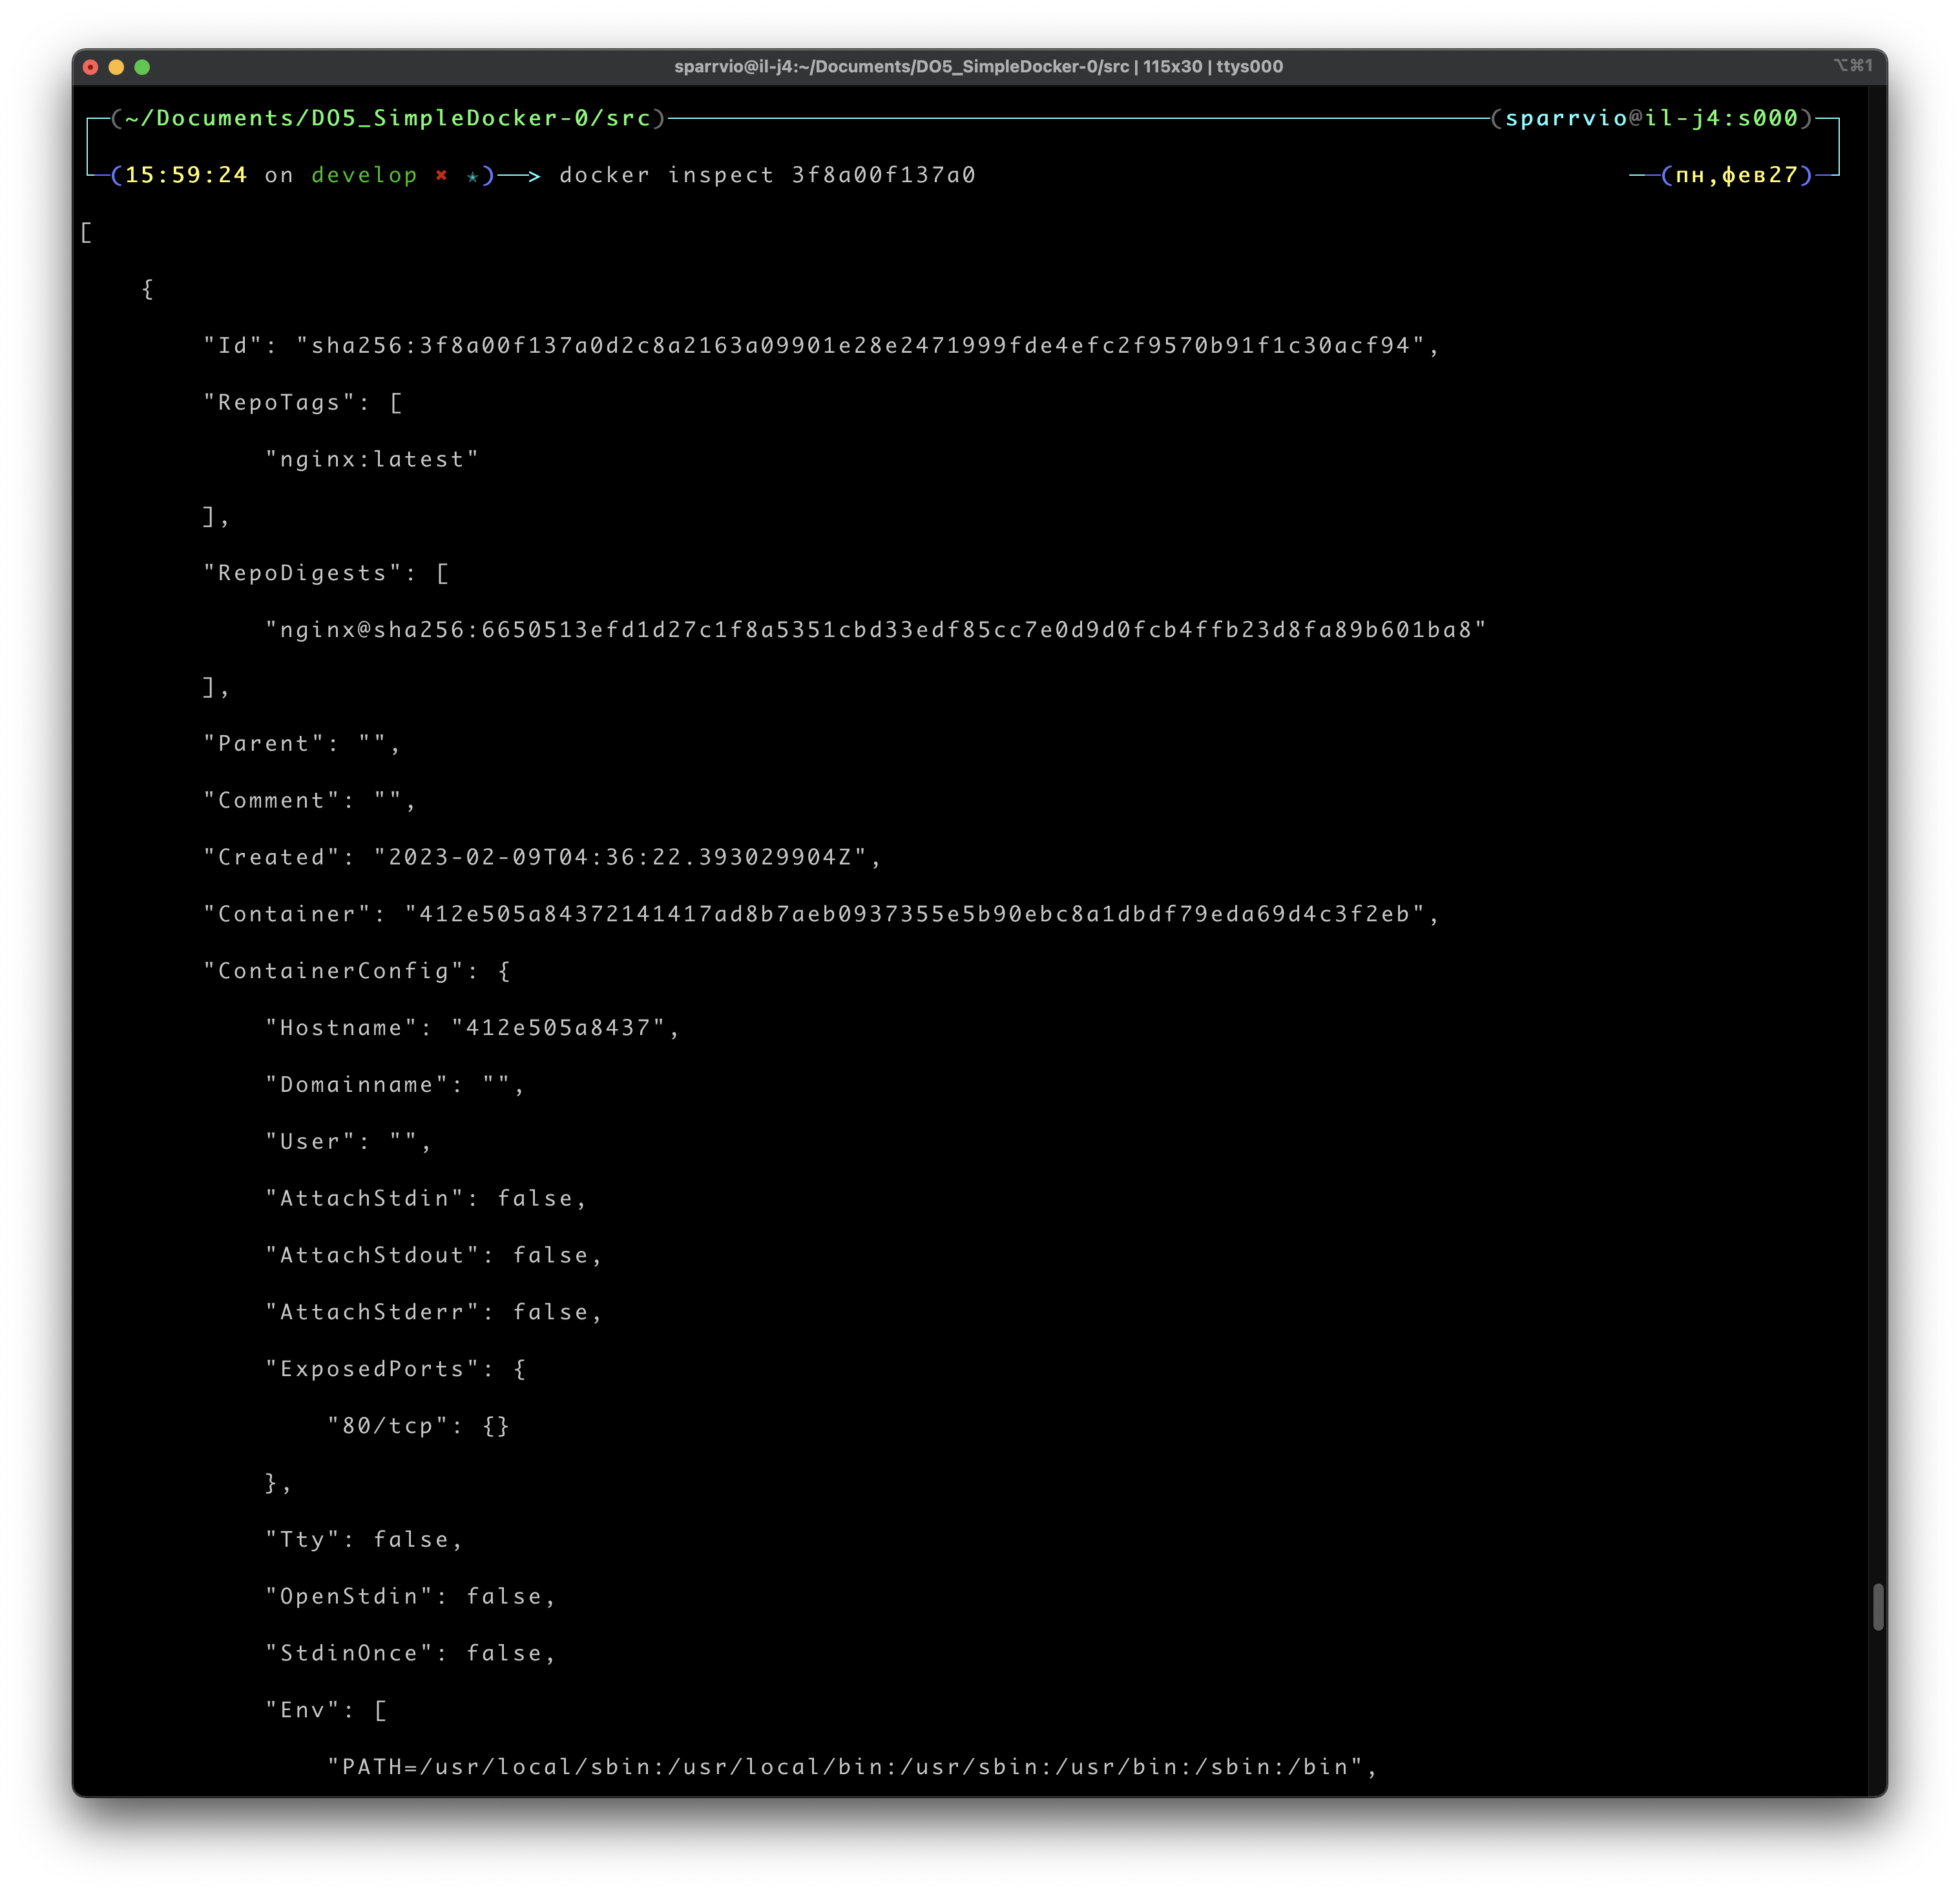 sparrvio@il-j4:~/Documents/DO5_SimpleDocker-0/src | 115x30 | ttys000 ⌥⌘1
(~/Documents/DO5_SimpleDocker-0/src) (sparrvio@il-j4:s000)
(15:59:24 on develop ✖ ✭)──> docker inspect 3f8a00f137a0 (пн,фев27)
[
    {
        "Id": "sha256:3f8a00f137a0d2c8a2163a09901e28e2471999fde4efc2f9570b91f1c30acf94",
        "RepoTags": [
            "nginx:latest"
        ],
        "RepoDigests": [
            "nginx@sha256:6650513efd1d27c1f8a5351cbd33edf85cc7e0d9d0fcb4ffb23d8fa89b601ba8"
        ],
        "Parent": "",
        "Comment": "",
        "Created": "2023-02-09T04:36:22.393029904Z",
        "Container": "412e505a84372141417ad8b7aeb0937355e5b90ebc8a1dbdf79eda69d4c3f2eb",
        "ContainerConfig": {
            "Hostname": "412e505a8437",
            "Domainname": "",
            "User": "",
            "AttachStdin": false,
            "AttachStdout": false,
            "AttachStderr": false,
            "ExposedPorts": {
                "80/tcp": {}
            },
            "Tty": false,
            "OpenStdin": false,
            "StdinOnce": false,
            "Env": [
                "PATH=/usr/local/sbin:/usr/local/bin:/usr/sbin:/usr/bin:/sbin:/bin",